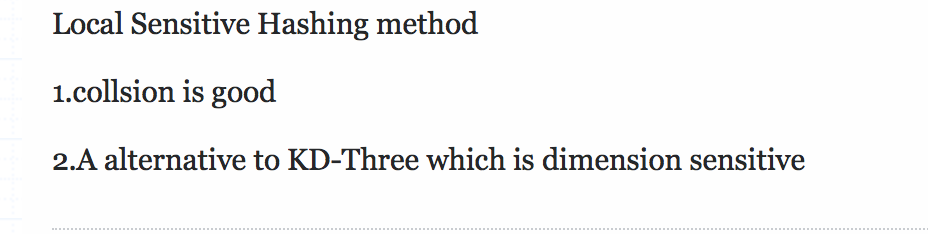 Local Sensitive Hashing method
1.collsion is good
2.A alternative to KD-Three which is dimension sensitive